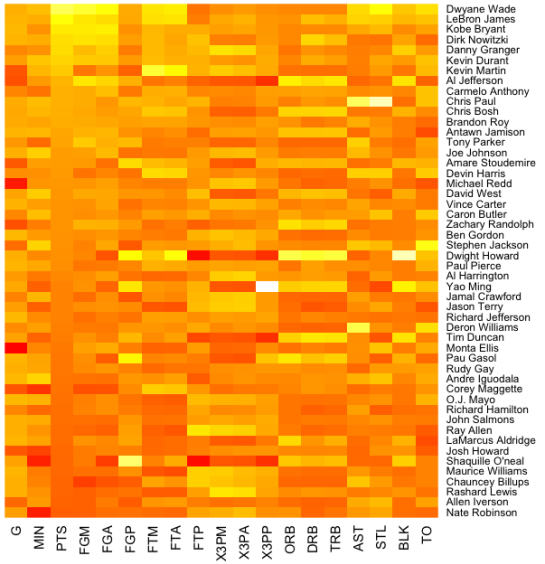 Dwyane Wade
LeBron James
Kobe Bryant
Dirk Nowitzki
Danny Granger
Kevin Durant
Kevin Martin
Al Jefferson
Carmelo Anthony
Chris Paul
Chris Bosh
Brandon Roy
Antawn Jamison
Tony Parker
Joe Johnson
Amare Stoudemire
Devin Harris
Michael Redd
David West
Vince Carter
Caron Butler
Zachary Randolph
Ben Gordon
Stephen Jackson
Dwight Howard
Paul Pierce
Al Harrington
Yao Ming
Jamal Crawford
Jason Terry
Richard Jefferson
Deron Williams
Tim Duncan
Monta Ellis
Pau Gasol
Rudy Gay
Andre Iguodala
Corey Maggette
O.J. Mayo
Richard Hamilton
John Salmons
Ray Allen
LaMarcus Aldridge
Josh Howard
Shaquille O'neal
Maurice Williams
Chauncey Billups
Rashard Lewis
Allen Iverson
Nate Robinson
G MIN PTS FGM FGA FGP FTM FTA FTP X3PM X3PA X3PP ORB DRB TRB AST STL BLK TO